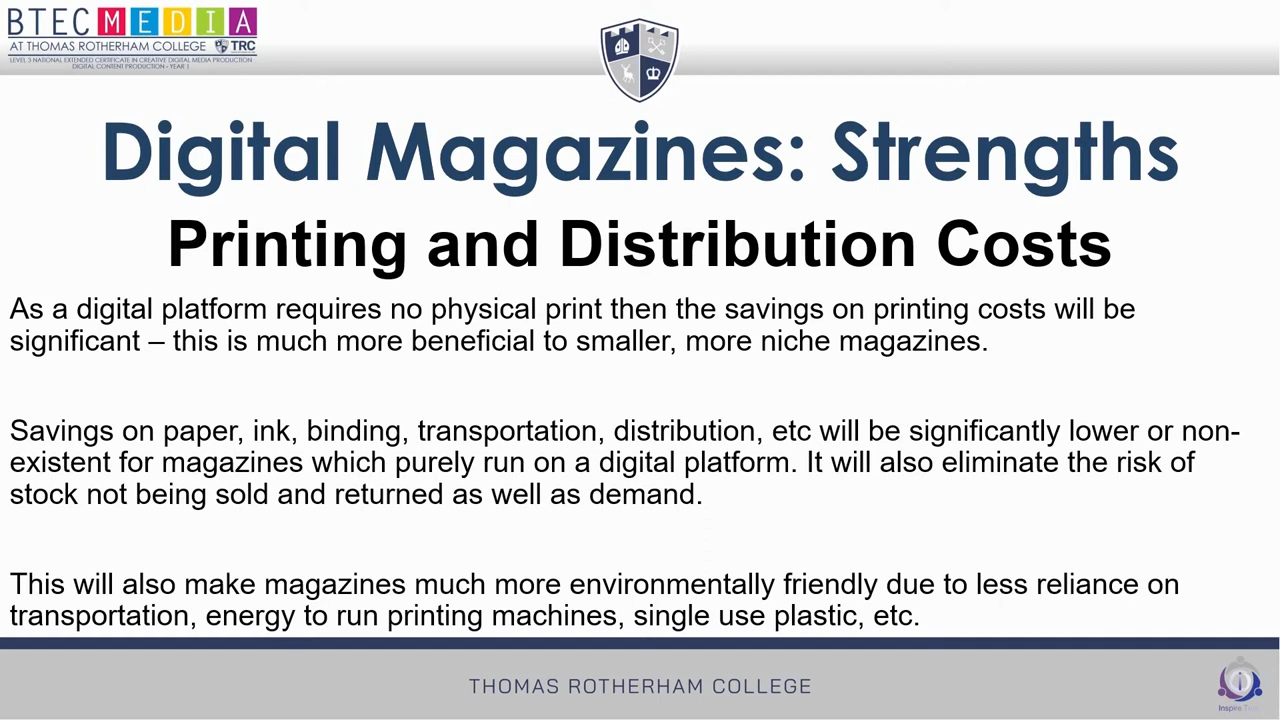 BTEC MEDIA
AT THOMAS ROTHERHAM COLLEGE TRC
LEVEL 3 NATIONAL EXTENDED CERTIFICATE IN CREATIVE DIGITAL MEDIA PRODUCTION
DIGITAL CONTENT PRODUCTION - YEAR 1
Digital Magazines: Strengths
Printing and Distribution Costs
As a digital platform requires no physical print then the savings on printing costs will be
significant – this is much more beneficial to smaller, more niche magazines.
Savings on paper, ink, binding, transportation, distribution, etc will be significantly lower or non-
existent for magazines which purely run on a digital platform. It will also eliminate the risk of
stock not being sold and returned as well as demand.
This will also make magazines much more environmentally friendly due to less reliance on
transportation, energy to run printing machines, single use plastic, etc.
THOMAS ROTHERHAM COLLEGE
Inspire